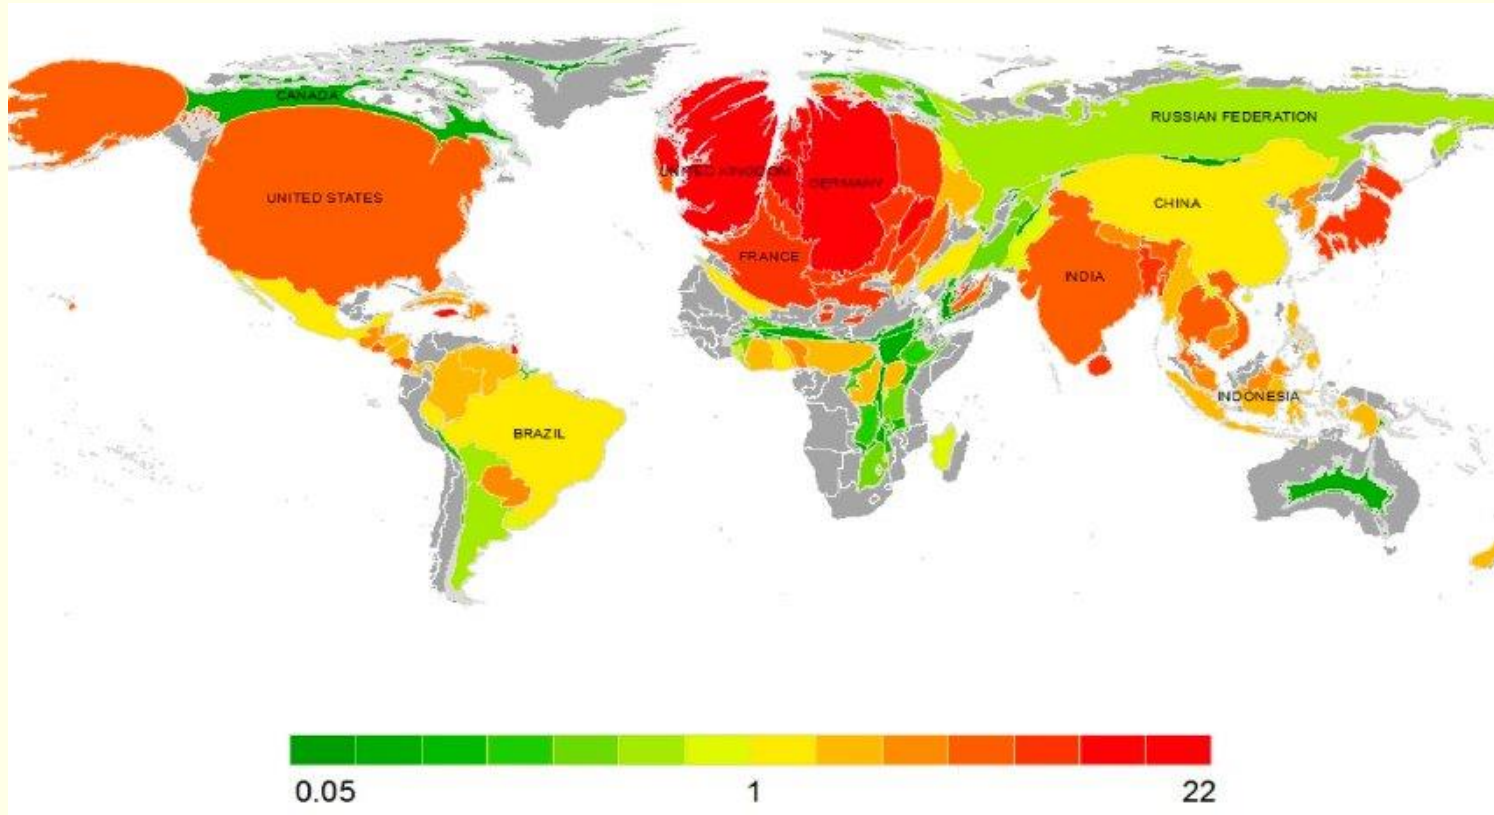 CANADA
RUSSIAN FEDERATION
UNITED KINGDOM
GERMANY
UNITED STATES
CHINA
FRANCE
INDIA
INDONESIA
BRAZIL
0.05 1 22